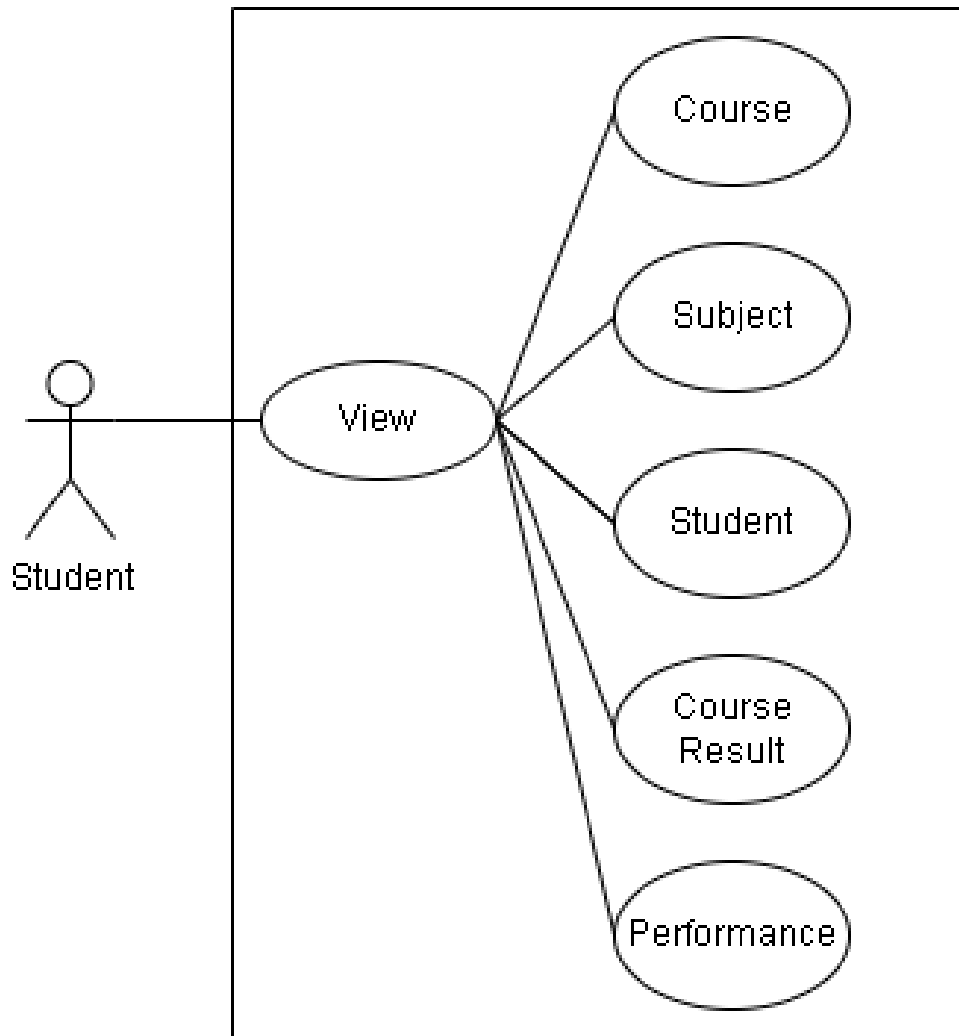 Course
Subject
View
Student
Student
Course
Result
Performance